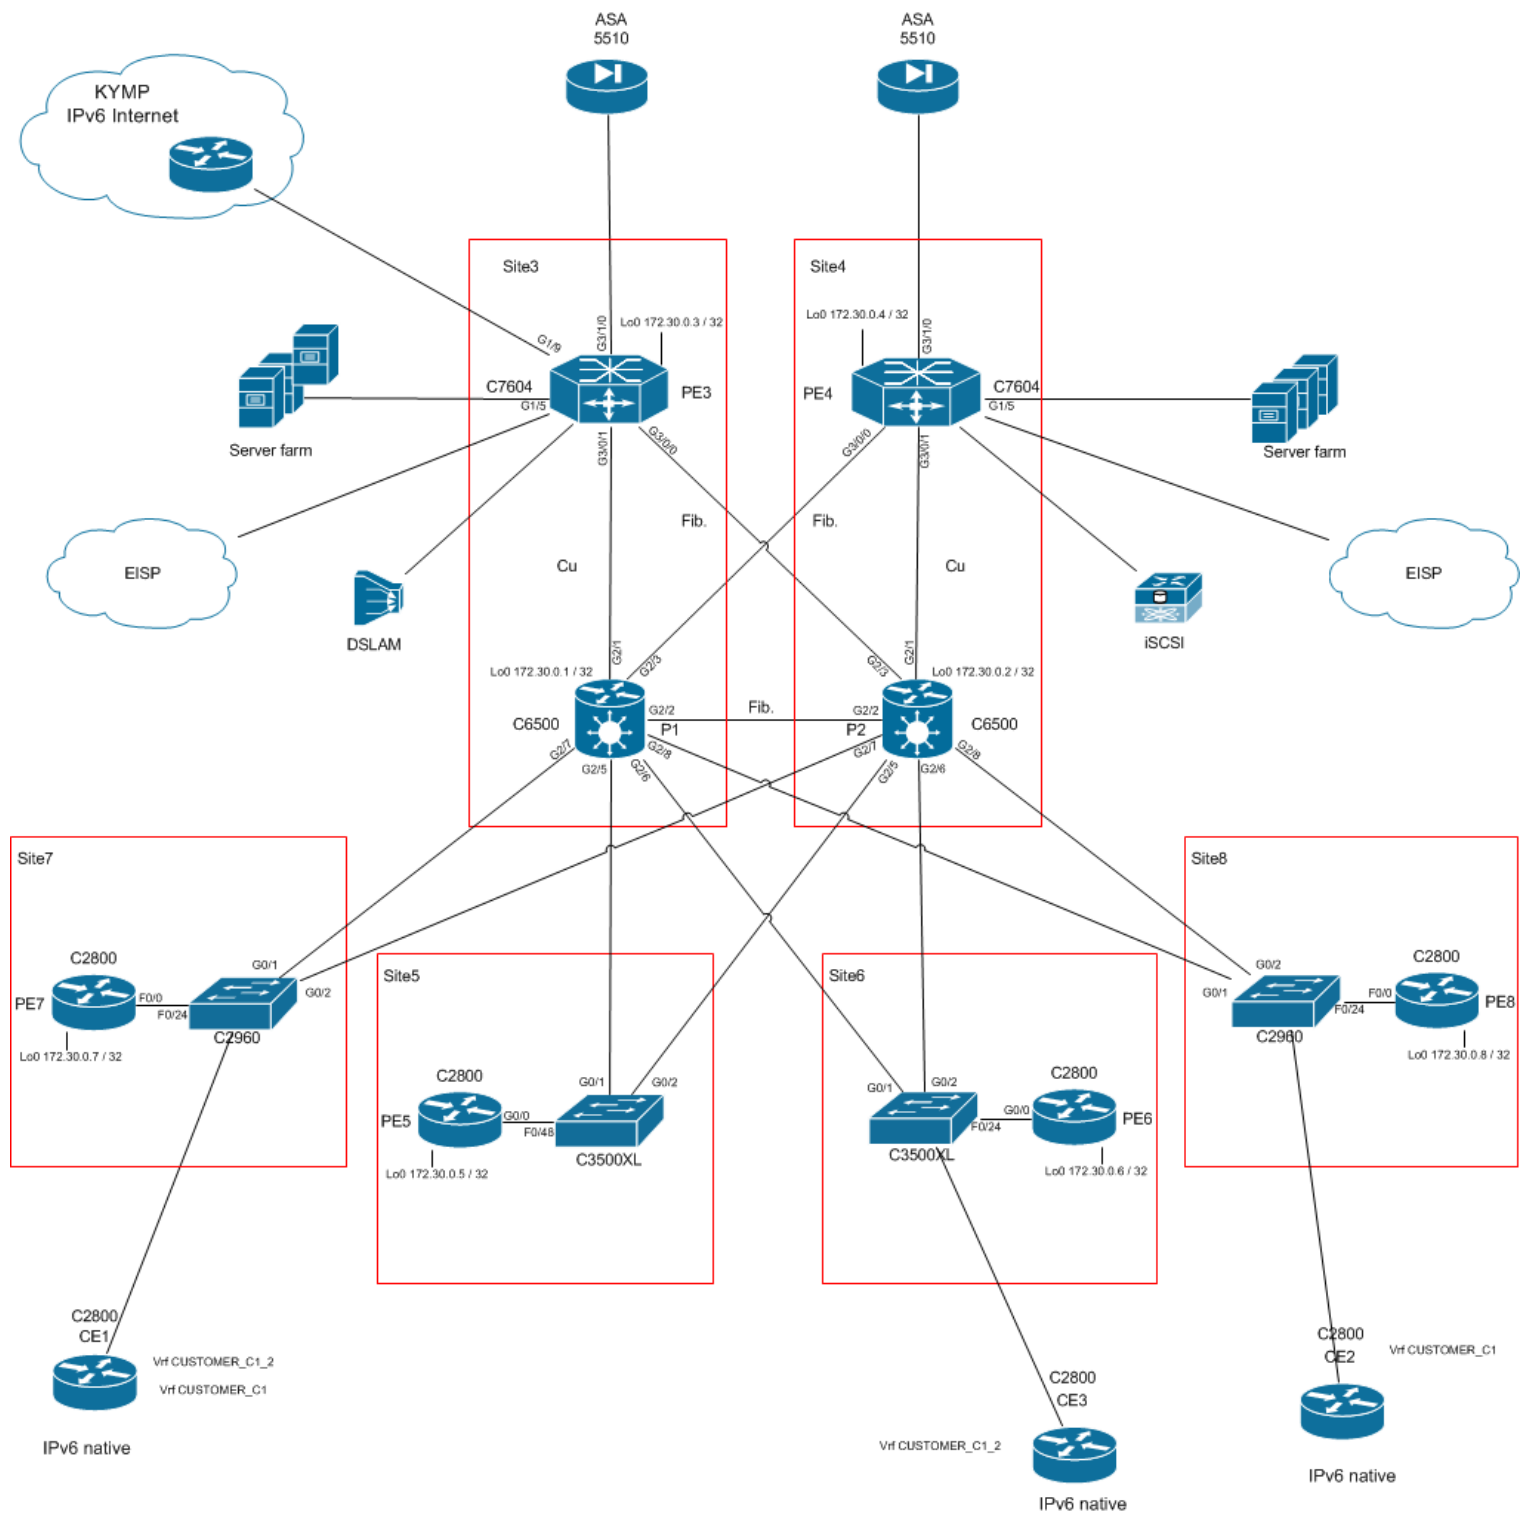 ASA
5510
ASA
5510
KYMP
IPv6 Internet
Site3
Site4
G3/1/0
Lo0 172.30.0.3 / 32
Lo0 172.30.0.4 / 32
G3/1/0
G1/9
C7604
G1/5
PE3
PE4
C7604
G1/5
Server farm
Server farm
G3/0/1
G3/0/0
G3/0/0
G3/0/1
Fib.
Fib.
Cu
Cu
EISP
EISP
DSLAM
iSCSI
G2/1
G2/3
G2/3
G2/1
Lo0 172.30.0.1 / 32
Lo0 172.30.0.2 / 32
C6500
G2/2
P1
Fib.
G2/2
P2
C6500
G2/7
G2/5
G2/6
G2/8
G2/7
G2/5
G2/6
G2/8
Site7
Site8
C2800
PE7
F0/0
F0/24
G0/1
G0/2
C2960
Lo0 172.30.0.7 / 32
Site5
Site6
G0/2
G0/1
C2800
F0/0
F0/24
PE8
C2960
Lo0 172.30.0.8 / 32
C2800
PE5
G0/0
F0/48
G0/1
G0/2
C3500XL
Lo0 172.30.0.5 / 32
G0/1
G0/2
C2800
G0/0
F0/24
PE6
C3500XL
Lo0 172.30.0.6 / 32
C2800
CE1
Vrf CUSTOMER_C1_2
Vrf CUSTOMER_C1
IPv6 native
C2800
CE3
Vrf CUSTOMER_C1_2
IPv6 native
C2800
CE2
Vrf CUSTOMER_C1
IPv6 native